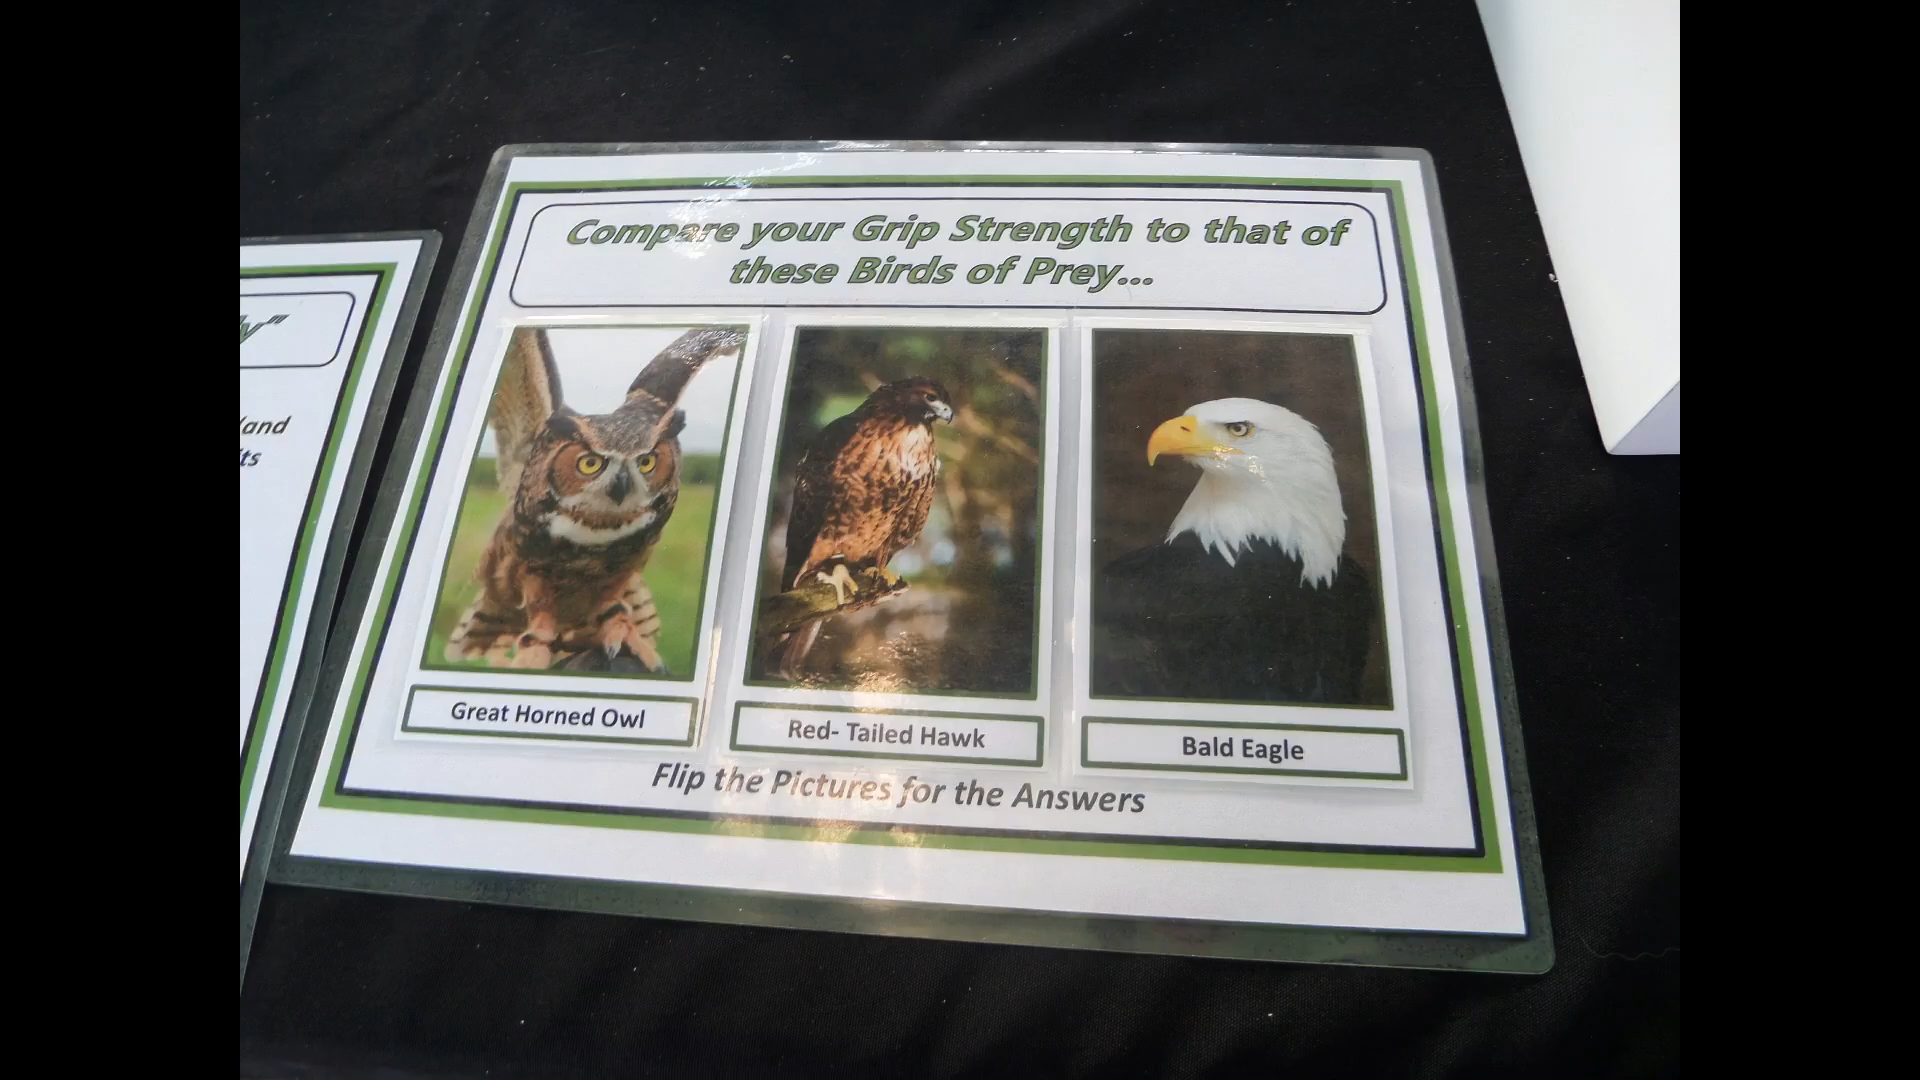 Compare your Grip Strength to that of
these Birds of Prey...
Great Horned Owl
Red- Tailed Hawk
Bald Eagle
Flip the Pictures for the Answers
and